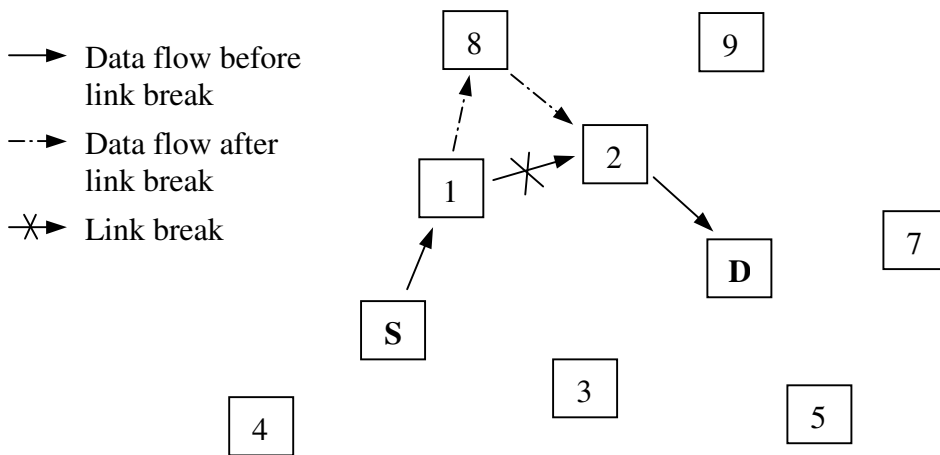 Data flow before
link break
Data flow after
link break
Link break
8
9
2
1
7
D
S
3
5
4